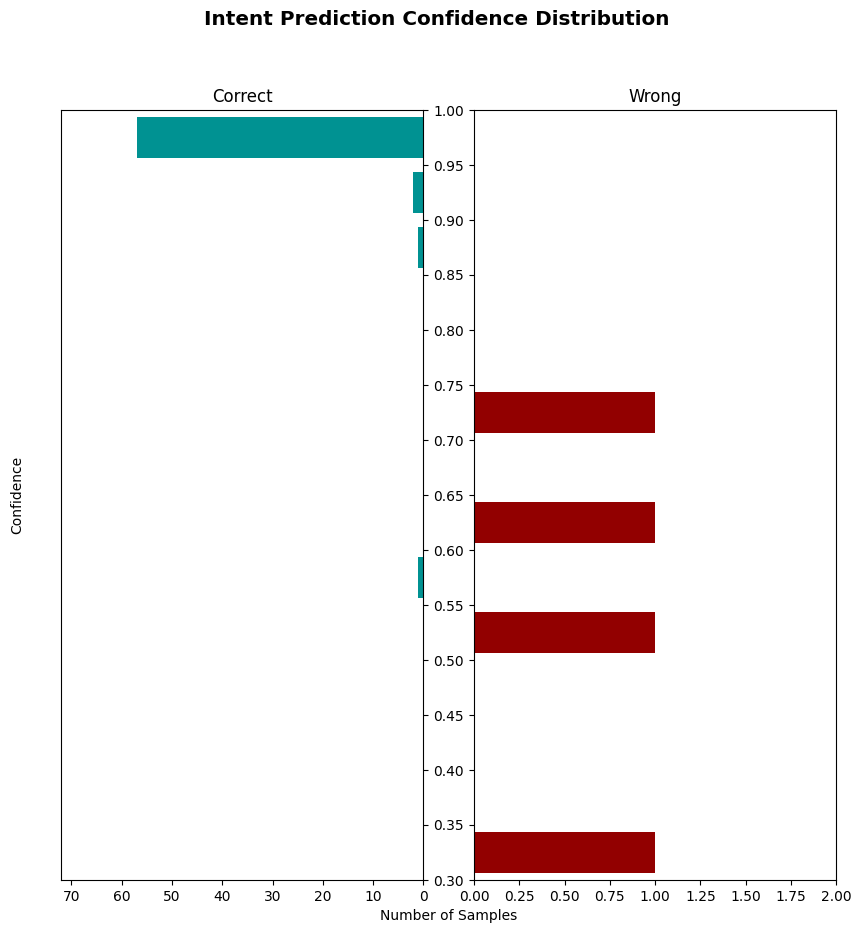 Intent Prediction Confidence Distribution
Correct
Wrong
1.00
0.95
0.90
0.85
0.80
0.75
0.70
0.65
0.60
0.55
0.50
0.45
0.40
0.35
0.30
Confidence
70 60 50 40 30 20 10 0
0.00 0.25 0.50 0.75 1.00 1.25 1.50 1.75 2.00
Number of Samples